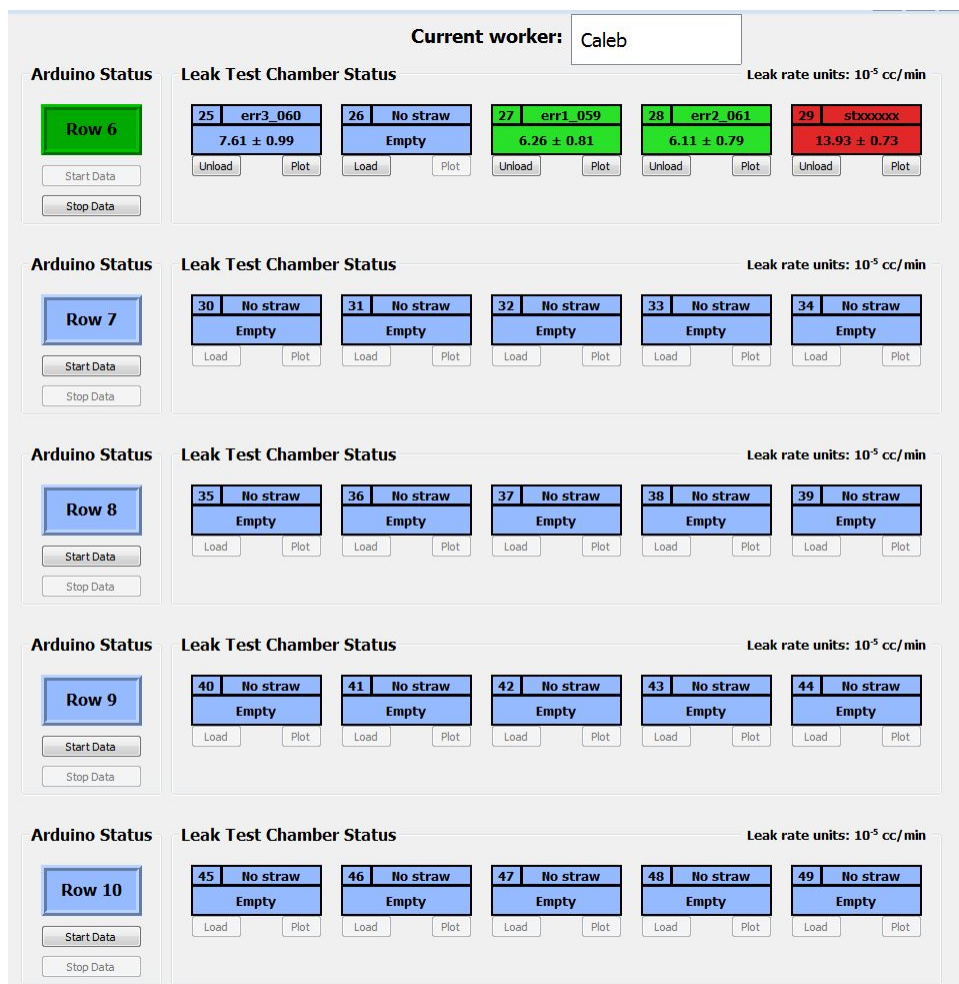 Current worker: Caleb
Arduino Status Leak Test Chamber Status Leak rate units: 10⁻⁵ cc/min
Row 6 25 err3_060 26 No straw 27 err1_059 28 err2_061 29 stxxxxxx
7.61 ± 0.99 Empty 6.26 ± 0.81 6.11 ± 0.79 13.93 ± 0.73
Start Data Unload Plot Load Plot Unload Plot Unload Plot Unload Plot
Stop Data
Arduino Status Leak Test Chamber Status Leak rate units: 10⁻⁵ cc/min
Row 7 30 No straw 31 No straw 32 No straw 33 No straw 34 No straw
Empty Empty Empty Empty Empty
Start Data Load Plot Load Plot Load Plot Load Plot Load Plot
Stop Data
Arduino Status Leak Test Chamber Status Leak rate units: 10⁻⁵ cc/min
Row 8 35 No straw 36 No straw 37 No straw 38 No straw 39 No straw
Empty Empty Empty Empty Empty
Start Data Load Plot Load Plot Load Plot Load Plot Load Plot
Stop Data
Arduino Status Leak Test Chamber Status Leak rate units: 10⁻⁵ cc/min
Row 9 40 No straw 41 No straw 42 No straw 43 No straw 44 No straw
Empty Empty Empty Empty Empty
Start Data Load Plot Load Plot Load Plot Load Plot Load Plot
Stop Data
Arduino Status Leak Test Chamber Status Leak rate units: 10⁻⁵ cc/min
Row 10 45 No straw 46 No straw 47 No straw 48 No straw 49 No straw
Empty Empty Empty Empty Empty
Start Data Load Plot Load Plot Load Plot Load Plot Load Plot
Stop Data